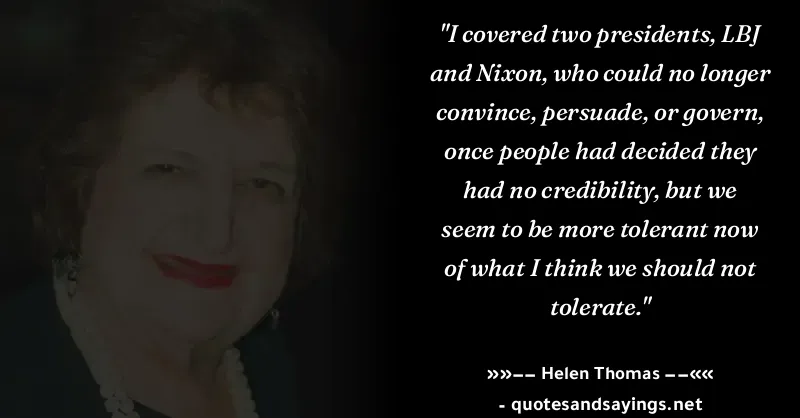 "I covered two presidents, LBJ
and Nixon, who could no longer
convince, persuade, or govern,
once people had decided they
had no credibility, but we
seem to be more tolerant now
of what I think we should not
tolerate."
»»–– Helen Thomas ––««
- quotesandsayings.net